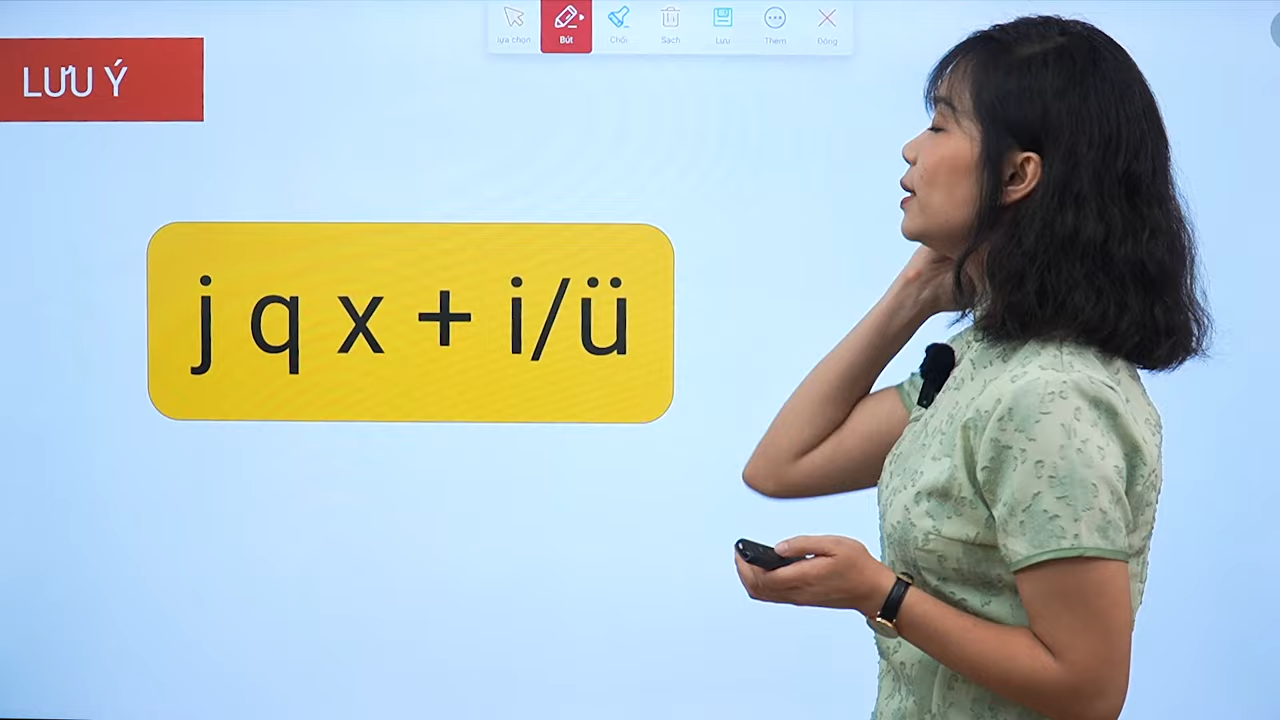 lựa chọn Bút Chổi Sạch Lưu Thêm Đóng
LƯU Ý
j q x + i/ü